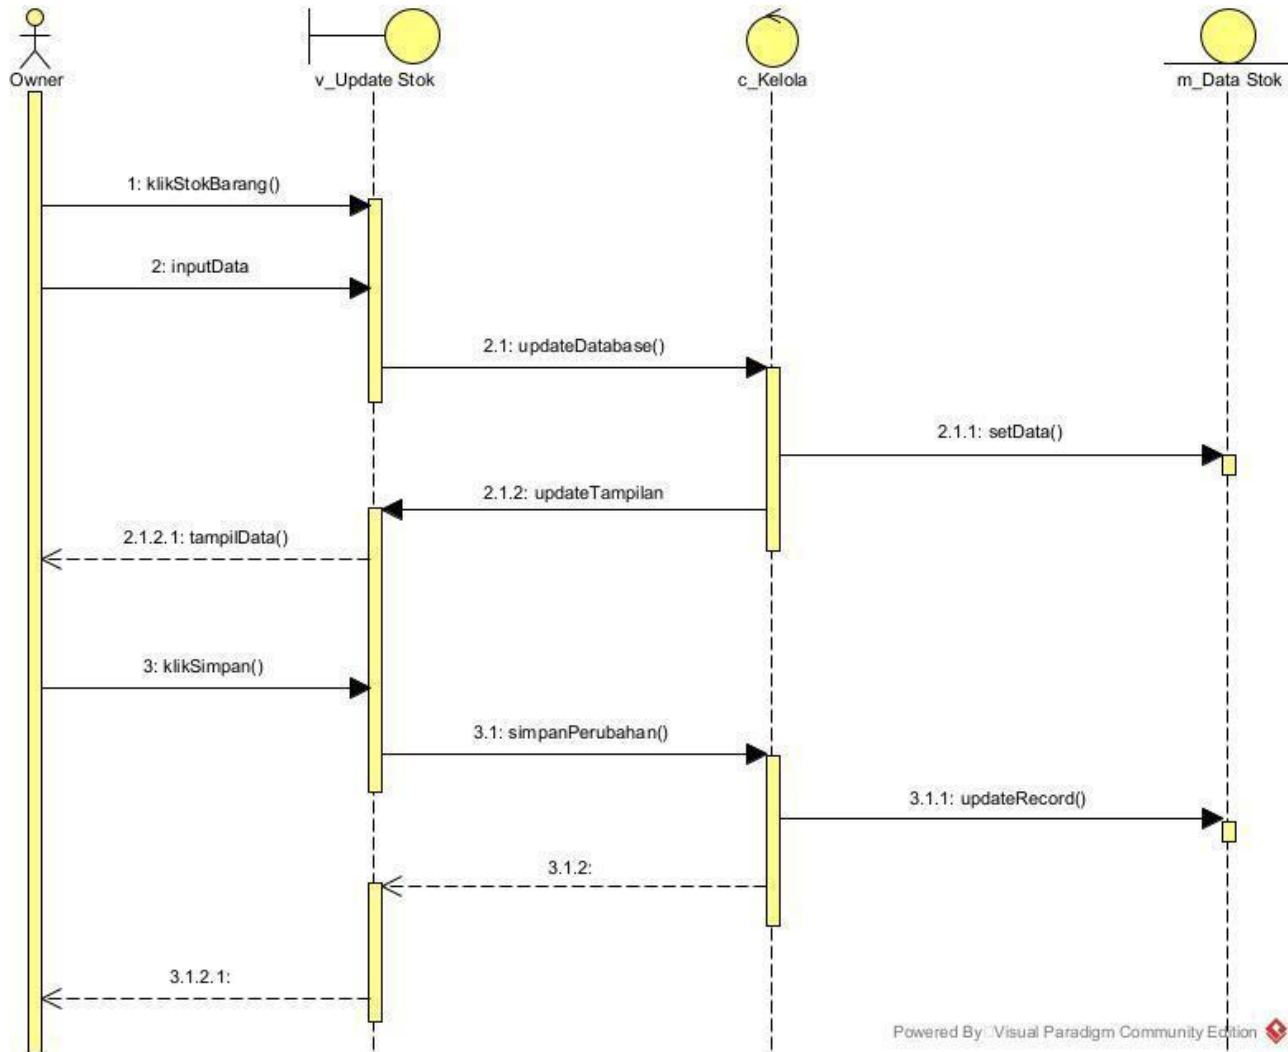 Owner
v_Update Stok
c_Kelola
m_Data Stok
1: klikStokBarang()
2: inputData
2.1: updateDatabase()
2.1.1: setData()
2.1.2: updateTampilan
2.1.2.1: tampilData()
3: klikSimpan()
3.1: simpanPerubahan()
3.1.1: updateRecord()
3.1.2:
3.1.2.1:
Powered By Visual Paradigm Community Edition